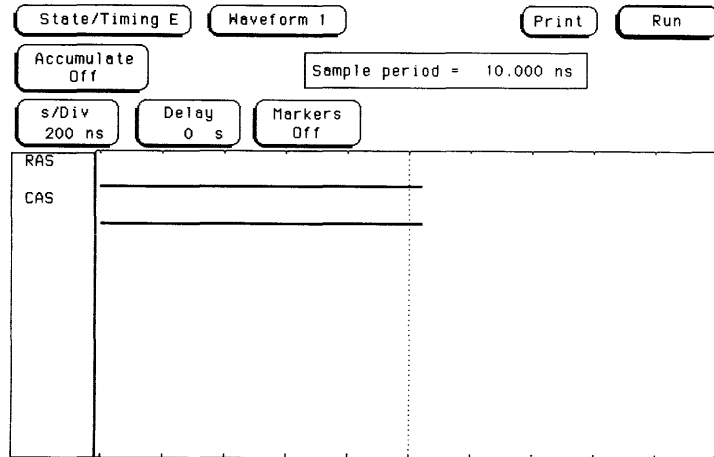 State/Timing E
Waveform 1
Print
Run
Accumulate
Off
Sample period = 10.000 ns
s/Div
200 ns
Delay
0 s
Markers
Off
RAS
CAS